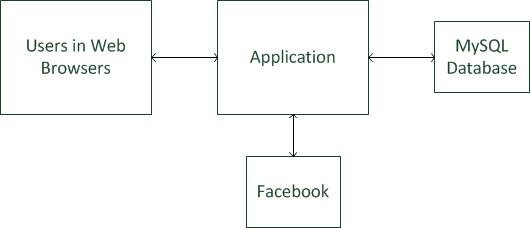 Users in Web
Browsers
Application
MySQL
Database
Facebook